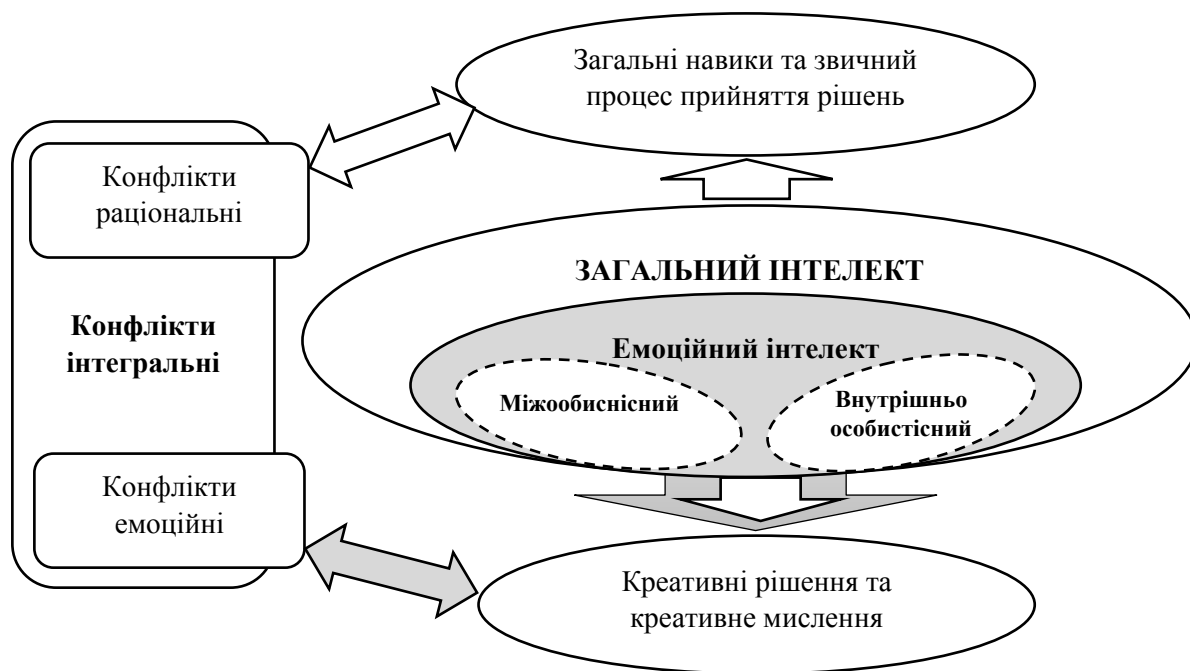 Загальні навики та звичний
процес прийняття рішень
Конфлікти
раціональні
ЗАГАЛЬНИЙ ІНТЕЛЕКТ
Конфлікти
інтегральні
Емоційний інтелект
Міжообиснісний
Внутрішньо
особистісний
Конфлікти
емоційні
Креативні рішення та
креативне мислення